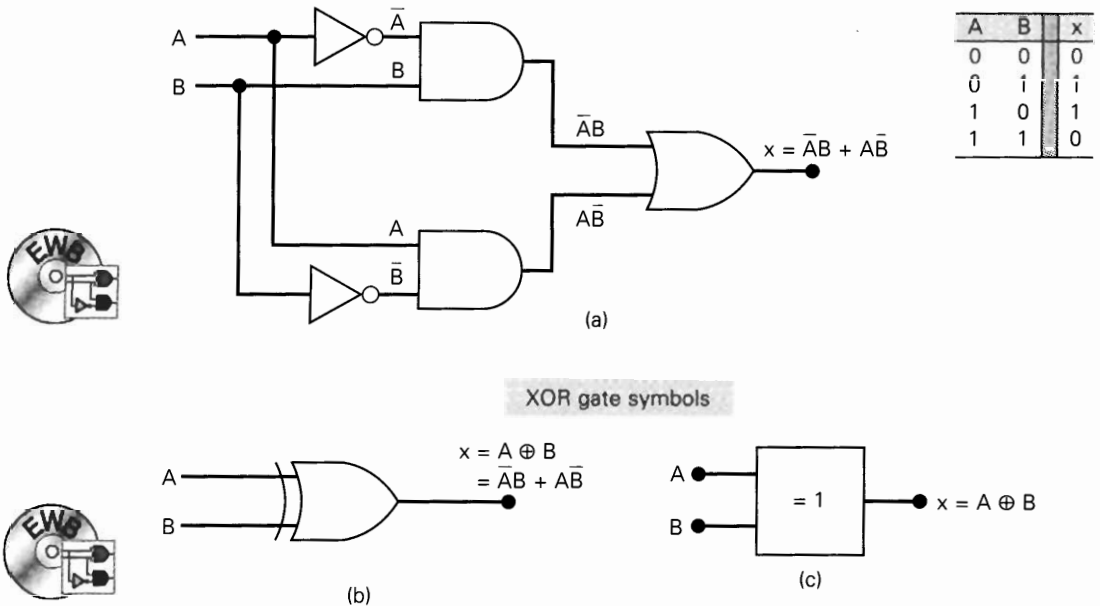 A
B
Ā
B
A
B̄
ĀB
AB̄
x = ĀB + AB̄
(a)
A B x
0 0 0
0 1 1
1 0 1
1 1 0
EWB
XOR gate symbols
A
B
x = A ⊕ B
= ĀB + AB̄
(b)
A
B
= 1
x = A ⊕ B
(c)
EWB